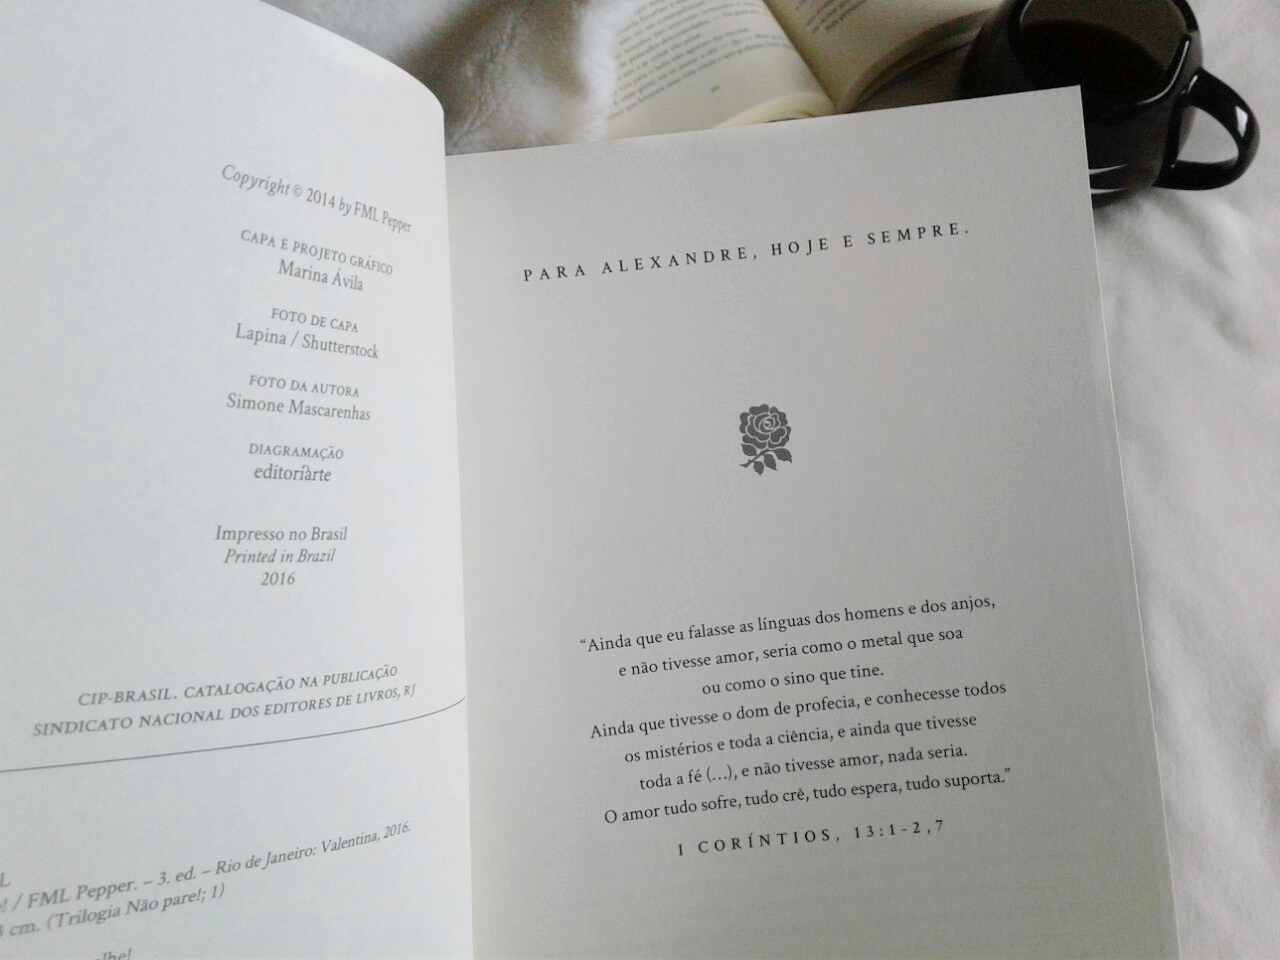 Copyright © 2014 by FML Pepper
CAPA E PROJETO GRÁFICO
Marina Ávila
FOTO DE CAPA
Lapina / Shutterstock
FOTO DA AUTORA
Simone Mascarenhas
DIAGRAMAÇÃO
editoriarte
Impresso no Brasil
Printed in Brazil
2016
CIP-BRASIL. CATALOGAÇÃO NA PUBLICAÇÃO
SINDICATO NACIONAL DOS EDITORES DE LIVROS, RJ
/ FML Pepper. – 3. ed. – Rio de Janeiro: Valentina, 2016.
cm. (Trilogia Não pare!; 1)
PARA ALEXANDRE, HOJE E SEMPRE.
“Ainda que eu falasse as línguas dos homens e dos anjos,
e não tivesse amor, seria como o metal que soa
ou como o sino que tine.
Ainda que tivesse o dom de profecia, e conhecesse todos
os mistérios e toda a ciência, e ainda que tivesse
toda a fé (...), e não tivesse amor, nada seria.
O amor tudo sofre, tudo crê, tudo espera, tudo suporta.”
I CORÍNTIOS, 13:1-2,7